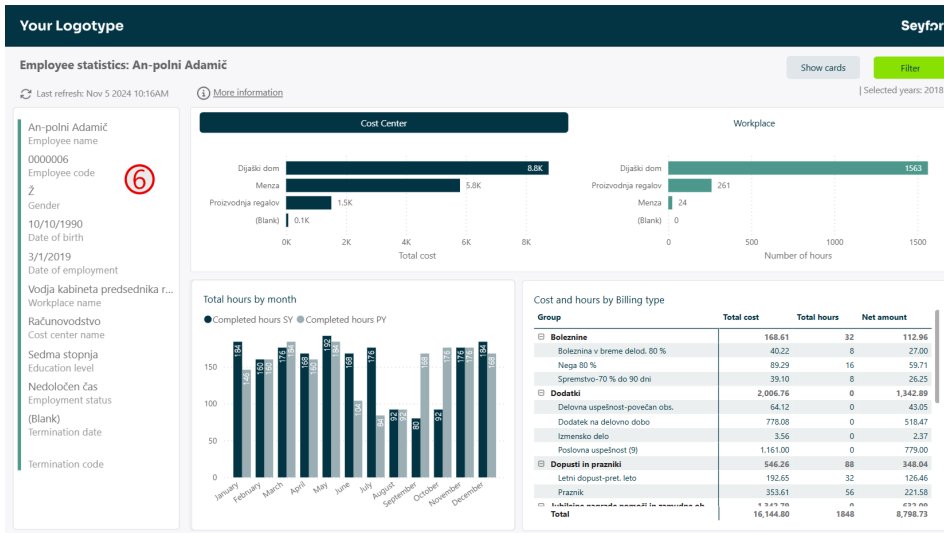 Your Logotype
Seyfor
Employee statistics: An-polni Adamič
Show cards
Filter
Last refresh: Nov 5 2024 10:16AM
More information
| Selected years: 2018
An-polni Adamič
Employee name
0000006
Employee code
Ž
Gender
10/10/1990
Date of birth
3/1/2019
Date of employment
Vodja kabineta predsednika r...
Workplace name
Računovodstvo
Cost center name
Sedma stopnja
Education level
Nedoločen čas
Employment status
(Blank)
Termination date
Termination code
6
Cost Center
Workplace
Dijaški dom 8.8K
Menza 5.8K
Proizvodnja regalov 1.5K
(Blank) 0.1K
0K 2K 4K 6K 8K
Total cost
Dijaški dom 1563
Proizvodnja regalov 261
Menza 24
(Blank) 0
0 500 1000 1500
Number of hours
Total hours by month
Completed hours SY Completed hours PY
150
100
50
0
184 146 160 160 176 184 168 160 192 184 168 104 176 84 92 92 80 168 92 176 176 176 184 168
January February March April May June July August September October November December
Cost and hours by Billing type
Group Total cost Total hours Net amount
Boleznine 168.61 32 112.96
Boleznina v breme delod. 80 % 40.22 8 27.00
Nega 80 % 89.29 16 59.71
Spremstvo-70 % do 90 dni 39.10 8 26.25
Dodatki 2,006.76 0 1,342.89
Delovna uspešnost-povečan obs. 64.12 0 43.05
Dodatek na delovno dobo 778.08 0 518.47
Izmensko delo 3.56 0 2.37
Poslovna uspešnost (9) 1,161.00 0 779.00
Dopusti in prazniki 546.26 88 348.04
Letni dopust-pret. leto 192.65 32 126.46
Praznik 353.61 56 221.58
Total 16,144.80 1848 8,798.73